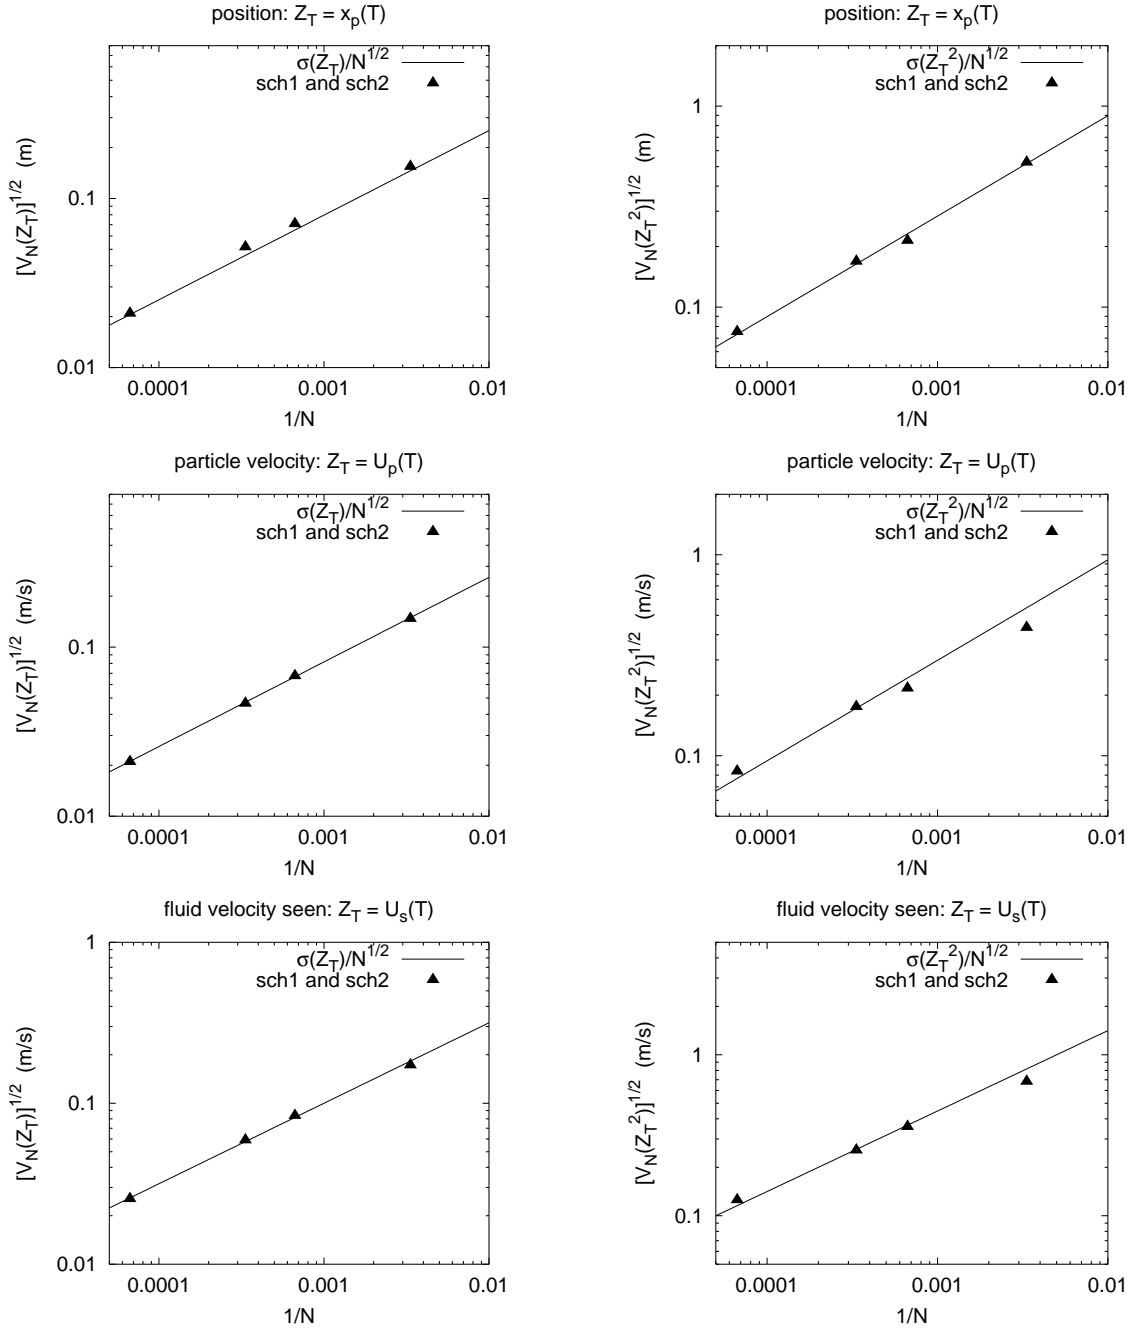 position: Z_T = x_p(T)
σ(Z_T)/N^1/2
sch1 and sch2
[V_N(Z_T)]^1/2 (m)
0.1
0.01
0.0001 0.001 0.01
1/N
position: Z_T = x_p(T)
σ(Z_T^2)/N^1/2
sch1 and sch2
[V_N(Z_T^2)]^1/2 (m)
1
0.1
0.0001 0.001 0.01
1/N
particle velocity: Z_T = U_p(T)
σ(Z_T)/N^1/2
sch1 and sch2
[V_N(Z_T)]^1/2 (m/s)
0.1
0.01
0.0001 0.001 0.01
1/N
particle velocity: Z_T = U_p(T)
σ(Z_T^2)/N^1/2
sch1 and sch2
[V_N(Z_T^2)]^1/2 (m/s)
1
0.1
0.0001 0.001 0.01
1/N
fluid velocity seen: Z_T = U_s(T)
σ(Z_T)/N^1/2
sch1 and sch2
[V_N(Z_T)]^1/2 (m/s)
1
0.1
0.01
0.0001 0.001 0.01
1/N
fluid velocity seen: Z_T = U_s(T)
σ(Z_T^2)/N^1/2
sch1 and sch2
[V_N(Z_T^2)]^1/2 (m/s)
1
0.1
0.0001 0.001 0.01
1/N